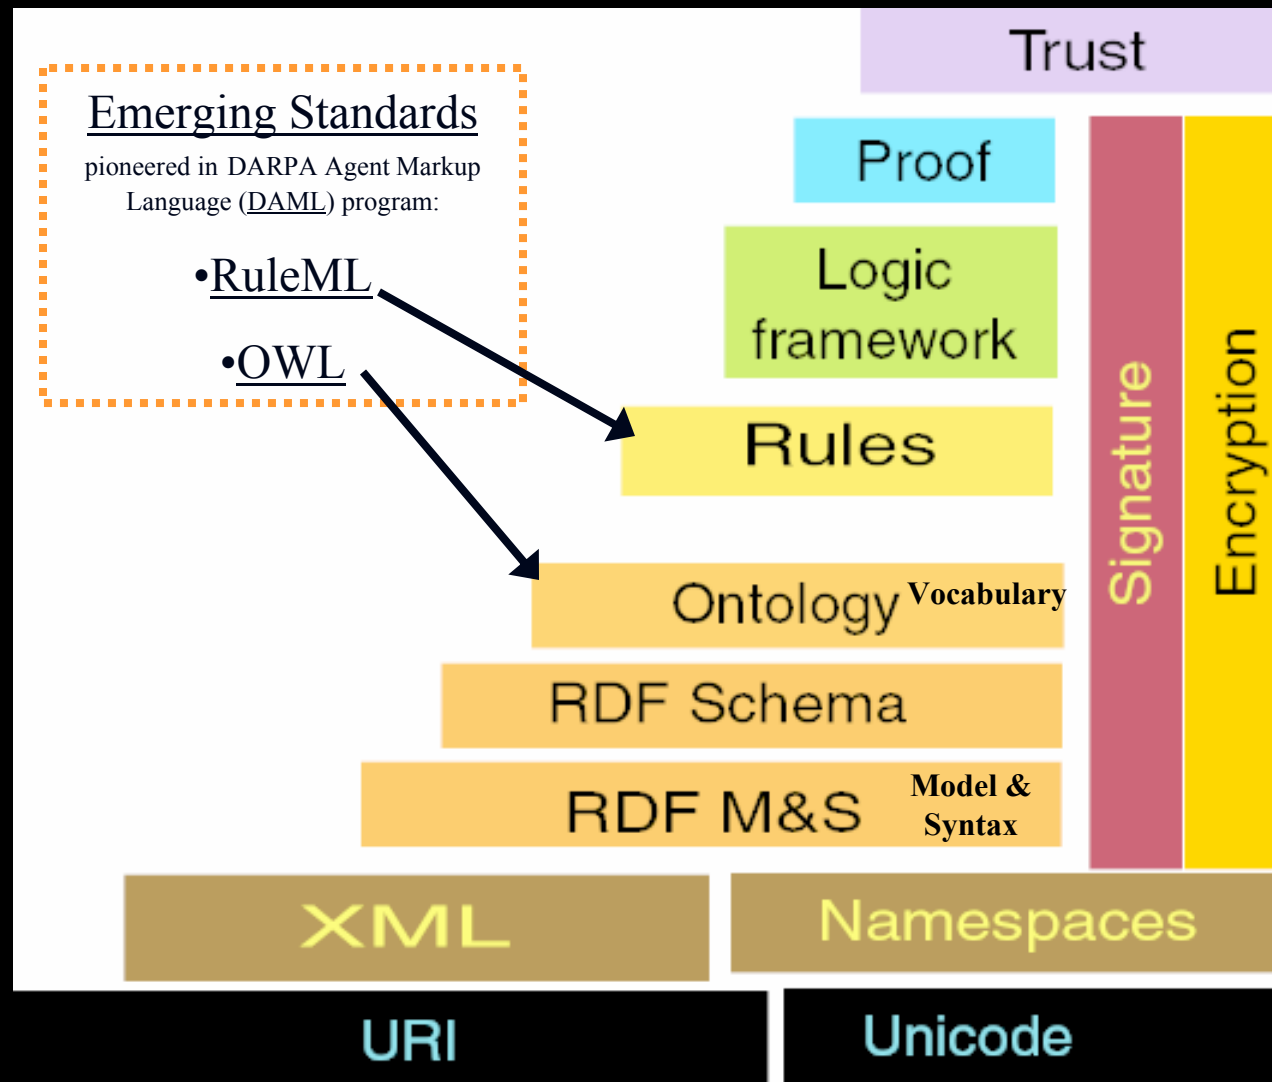 Trust
Emerging Standards
pioneered in DARPA Agent Markup
Language (DAML) program:
•RuleML
•OWL
Proof
Logic
framework
Rules
Ontology Vocabulary
RDF Schema
RDF M&S Model &
Syntax
Signature
Encryption
XML
Namespaces
URI
Unicode